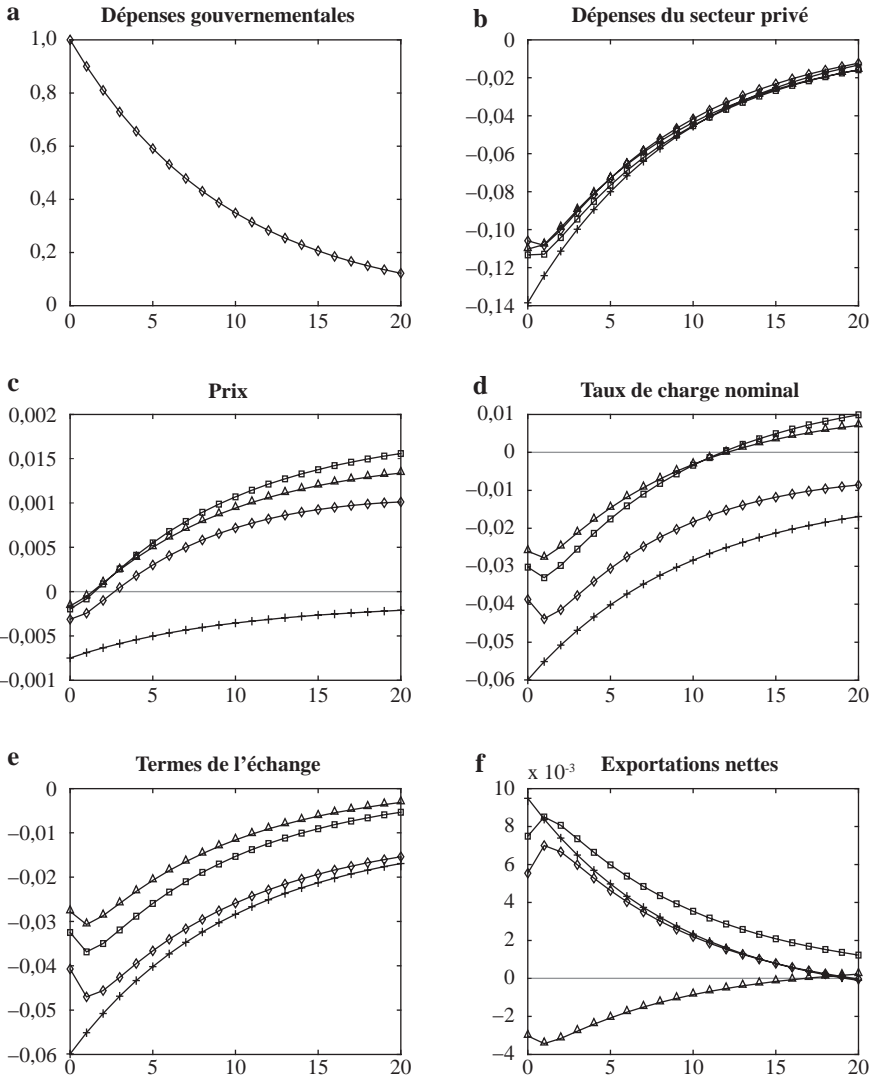 a
Dépenses gouvernementales
1,0
0,8
0,6
0,4
0,2
0
0 5 10 15 20
b
Dépenses du secteur privé
0
–0,02
–0,04
–0,06
–0,08
–0,10
–0,12
–0,14
0 5 10 15 20
c
Prix
0,002
0,015
0,001
0,005
0
–0,005
–0,001
0 5 10 15 20
d
Taux de charge nominal
0,01
0
–0,01
–0,02
–0,03
–0,04
–0,05
–0,06
0 5 10 15 20
e
Termes de l’échange
0
–0,01
–0,02
–0,03
–0,04
–0,05
–0,06
0 5 10 15 20
f
x 10-3
Exportations nettes
10
8
6
4
2
0
–2
–4
0 5 10 15 20